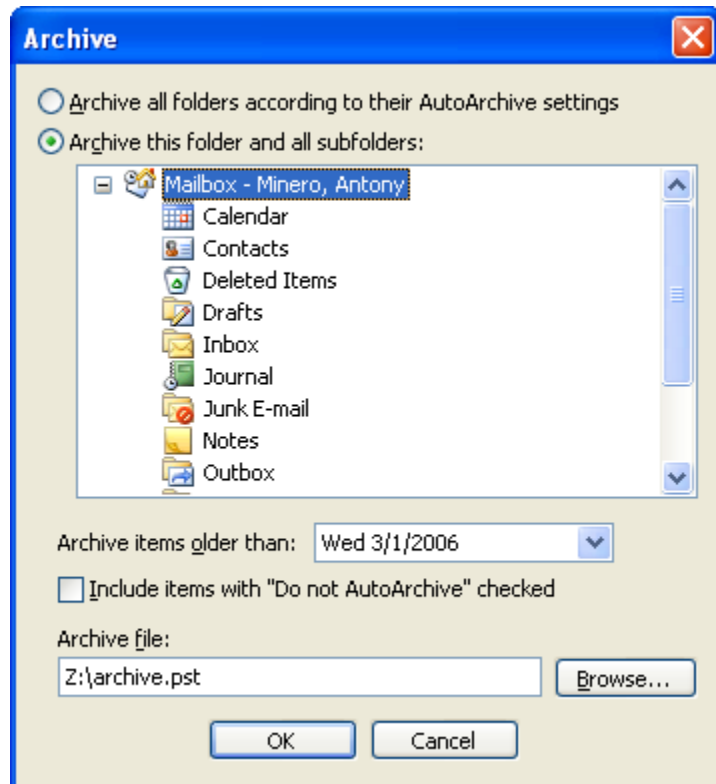 Archive
Archive all folders according to their AutoArchive settings
Archive this folder and all subfolders:
Mailbox - Minero, Antony
Calendar
Contacts
Deleted Items
Drafts
Inbox
Journal
Junk E-mail
Notes
Outbox
Archive items older than: Wed 3/1/2006
Include items with "Do not AutoArchive" checked
Archive file:
Z:\archive.pst Browse...
OK Cancel